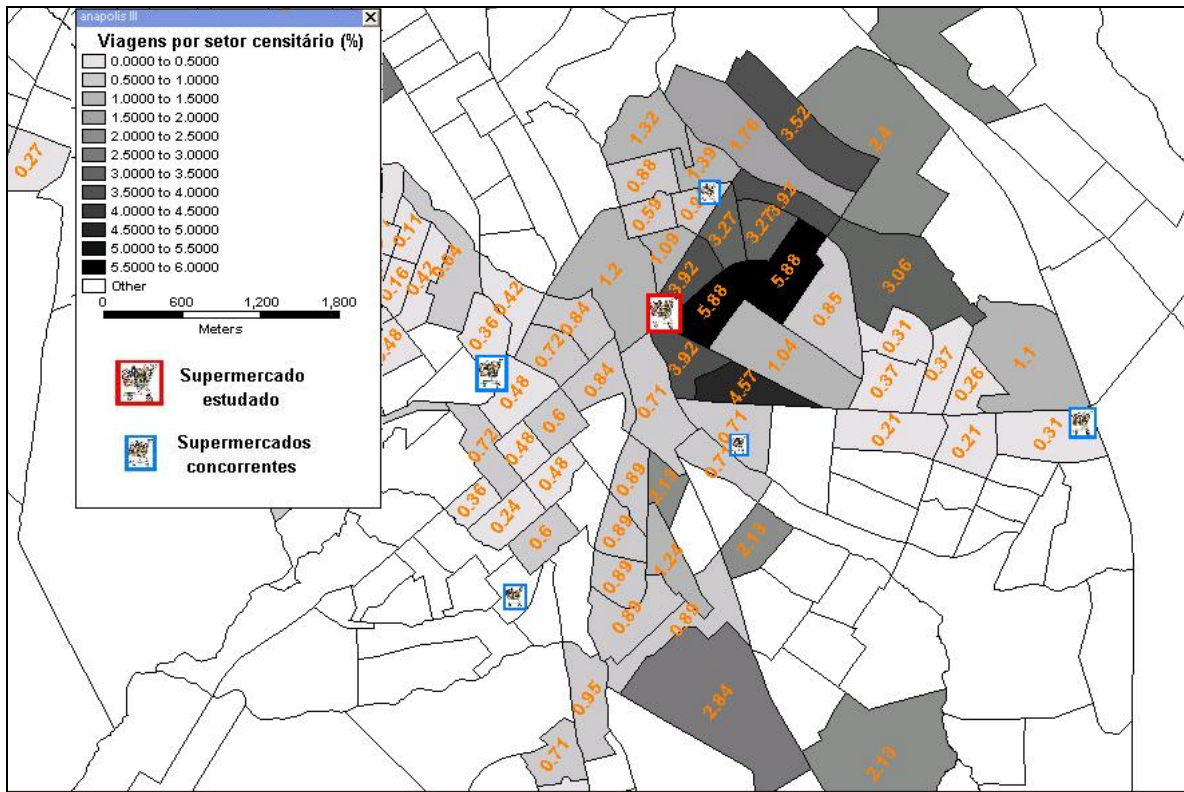 anapolis III
Viagens por setor censitário (%)
0.0000 to 0.5000
0.5000 to 1.0000
1.0000 to 1.5000
1.5000 to 2.0000
2.0000 to 2.5000
2.5000 to 3.0000
3.0000 to 3.5000
3.5000 to 4.0000
4.0000 to 4.5000
4.5000 to 5.0000
5.0000 to 5.5000
5.5000 to 6.0000
Other
0 600 1,200 1,800
Meters
Supermercado
estudado
Supermercados
concorrentes
0.27
1.32
1.76
3.52
2.4
0.88
1.39
0.59
3.27
3.27
3.92
1.09
1.2
3.92
5.88
5.88
0.85
3.06
0.11
0.16
0.42
0.84
0.42
0.36
0.84
0.72
0.48
0.84
0.71
3.92
4.57
1.04
0.31
0.37
0.37
0.26
1.1
0.21
0.21
0.31
0.71
0.71
0.72
0.6
0.48
0.48
0.36
0.24
0.6
0.89
2.13
0.89
0.89
1.24
2.13
0.89
0.89
0.95
0.71
2.84
2.13